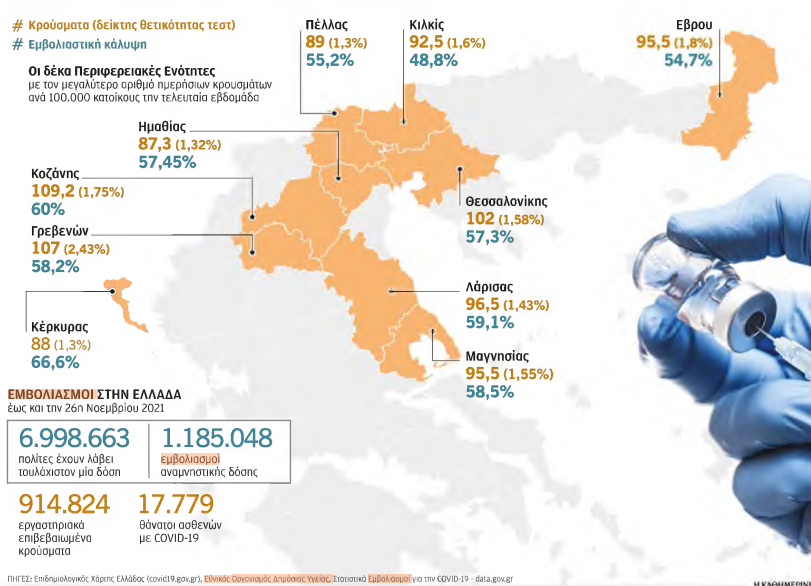 # Κρούσματα (δείκτης θετικότητας τεστ)
# Εμβολιαστική κάλυψη
Οι δέκα Περιφερειακές Ενότητες
με τον μεγαλύτερο αριθμό ημερήσιων κρουσμάτων
ανά 100.000 κατοίκους την τελευταία εβδομάδα
Πέλλας
89 (1,3%)
55,2%
Κιλκίς
92,5 (1,6%)
48,8%
Εβρου
95,5 (1,8%)
54,7%
Ημαθίας
87,3 (1,32%)
57,45%
Κοζάνης
109,2 (1,75%)
60%
Γρεβενών
107 (2,43%)
58,2%
Θεσσαλονίκης
102 (1,58%)
57,3%
Κέρκυρας
88 (1,3%)
66,6%
Λάρισας
96,5 (1,43%)
59,1%
Μαγνησίας
95,5 (1,55%)
58,5%
ΕΜΒΟΛΙΑΣΜΟΙ ΣΤΗΝ ΕΛΛΑΔΑ
έως και την 26η Νοεμβρίου 2021
6.998.663
πολίτες έχουν λάβει
τουλάχιστον μία δόση
1.185.048
εμβολιασμοί
αναμνηστικής δόσης
914.824
εργαστηριακά
επιβεβαιωμένα
κρούσματα
17.779
θάνατοι ασθενών
με COVID-19
ΠΗΓΕΣ: Επιδημιολογικός Χάρτης Ελλάδας (covid19.gov.gr), Εθνικός Οργανισμός Δημόσιας Υγείας, Στατιστικά Εμβολιασμοί για την COVID-19 - data.gov.gr